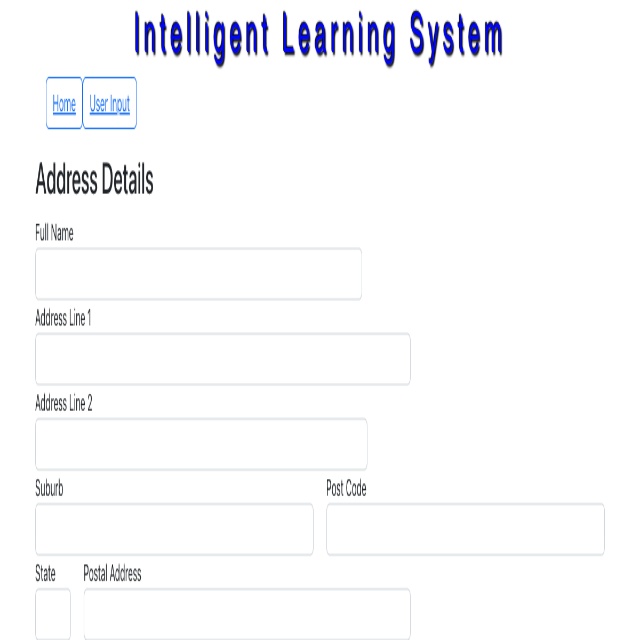 Intelligent Learning System
Home User Input
Address Details
Full Name
Address Line 1
Address Line 2
Suburb Post Code
State Postal Address